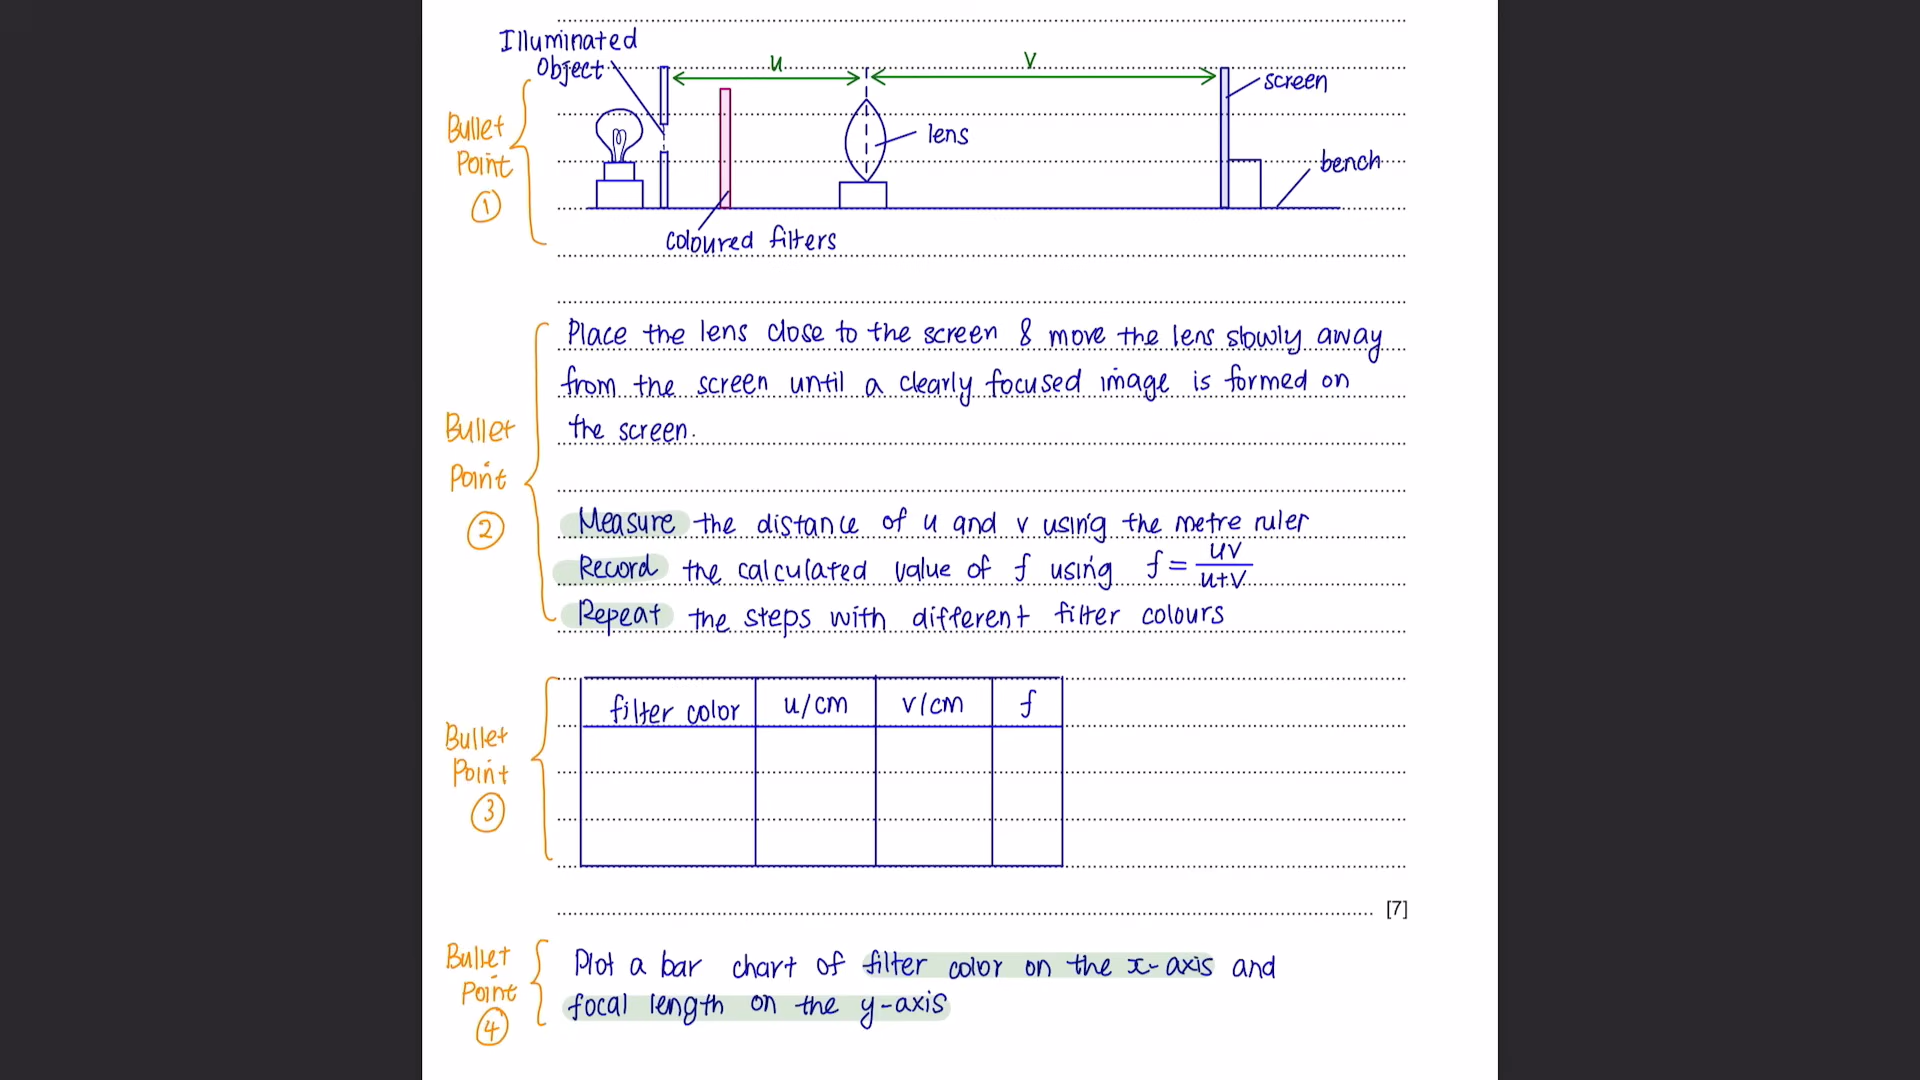 Illuminated
Object
u
v
screen
lens
bench
coloured filters
Bullet
Point
1
Place the lens close to the screen & move the lens slowly away
from the screen until a clearly focused image is formed on
the screen.
Bullet
Point
2
Measure the distance of u and v using the metre ruler
Record the calculated value of f using f = uv/u+v
Repeat the steps with different filter colours
Bullet
Point
3
filter color u/cm v/cm f
[7]
Bullet
Point
4
Plot a bar chart of filter color on the x-axis and
focal length on the y-axis